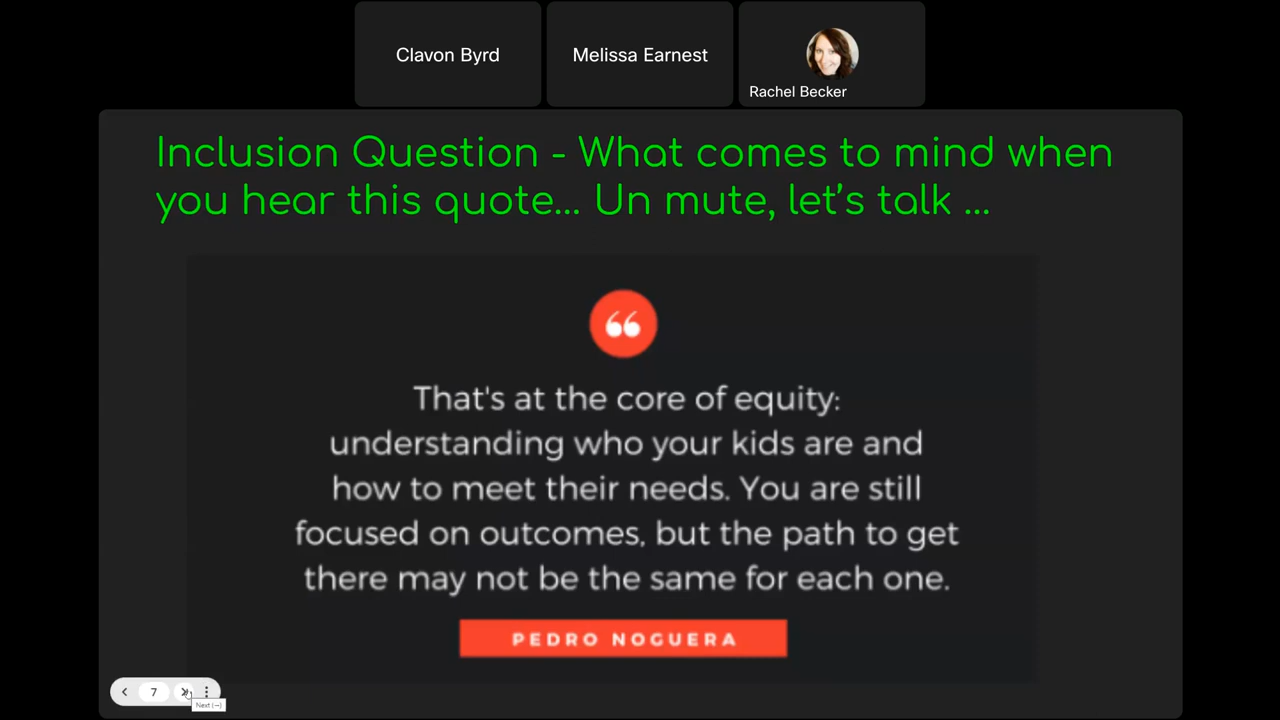 Clavon Byrd
Melissa Earnest
Rachel Becker
Inclusion Question - What comes to mind when
you hear this quote... Un mute, let's talk ...
“
That's at the core of equity:
understanding who your kids are and
how to meet their needs. You are still
focused on outcomes, but the path to get
there may not be the same for each one.
PEDRO NOGUERA
7
Next (→)